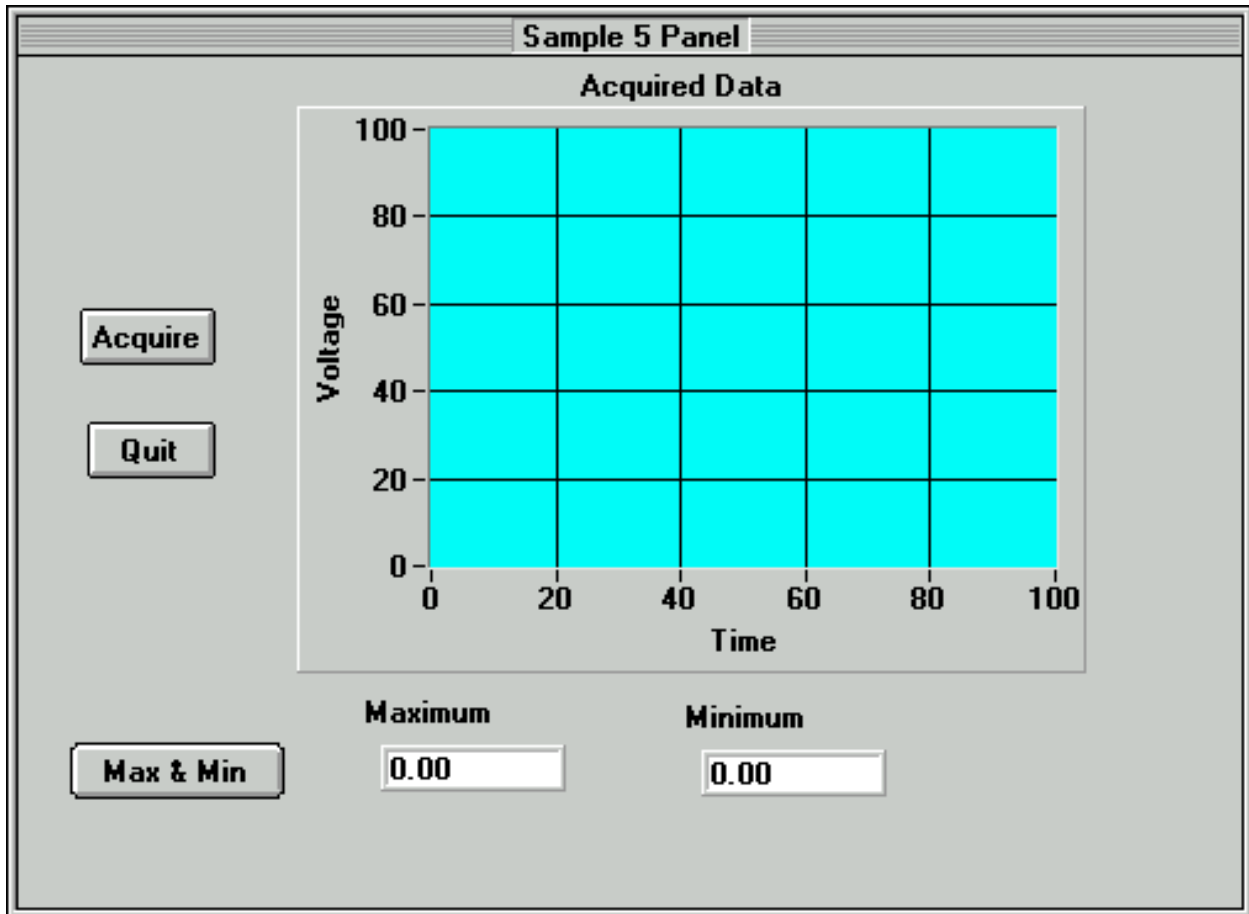 Sample 5 Panel
Acquired Data
100
80
60
40
20
0
Voltage
0 20 40 60 80 100
Time
Acquire
Quit
Maximum
Minimum
Max & Min
0.00
0.00